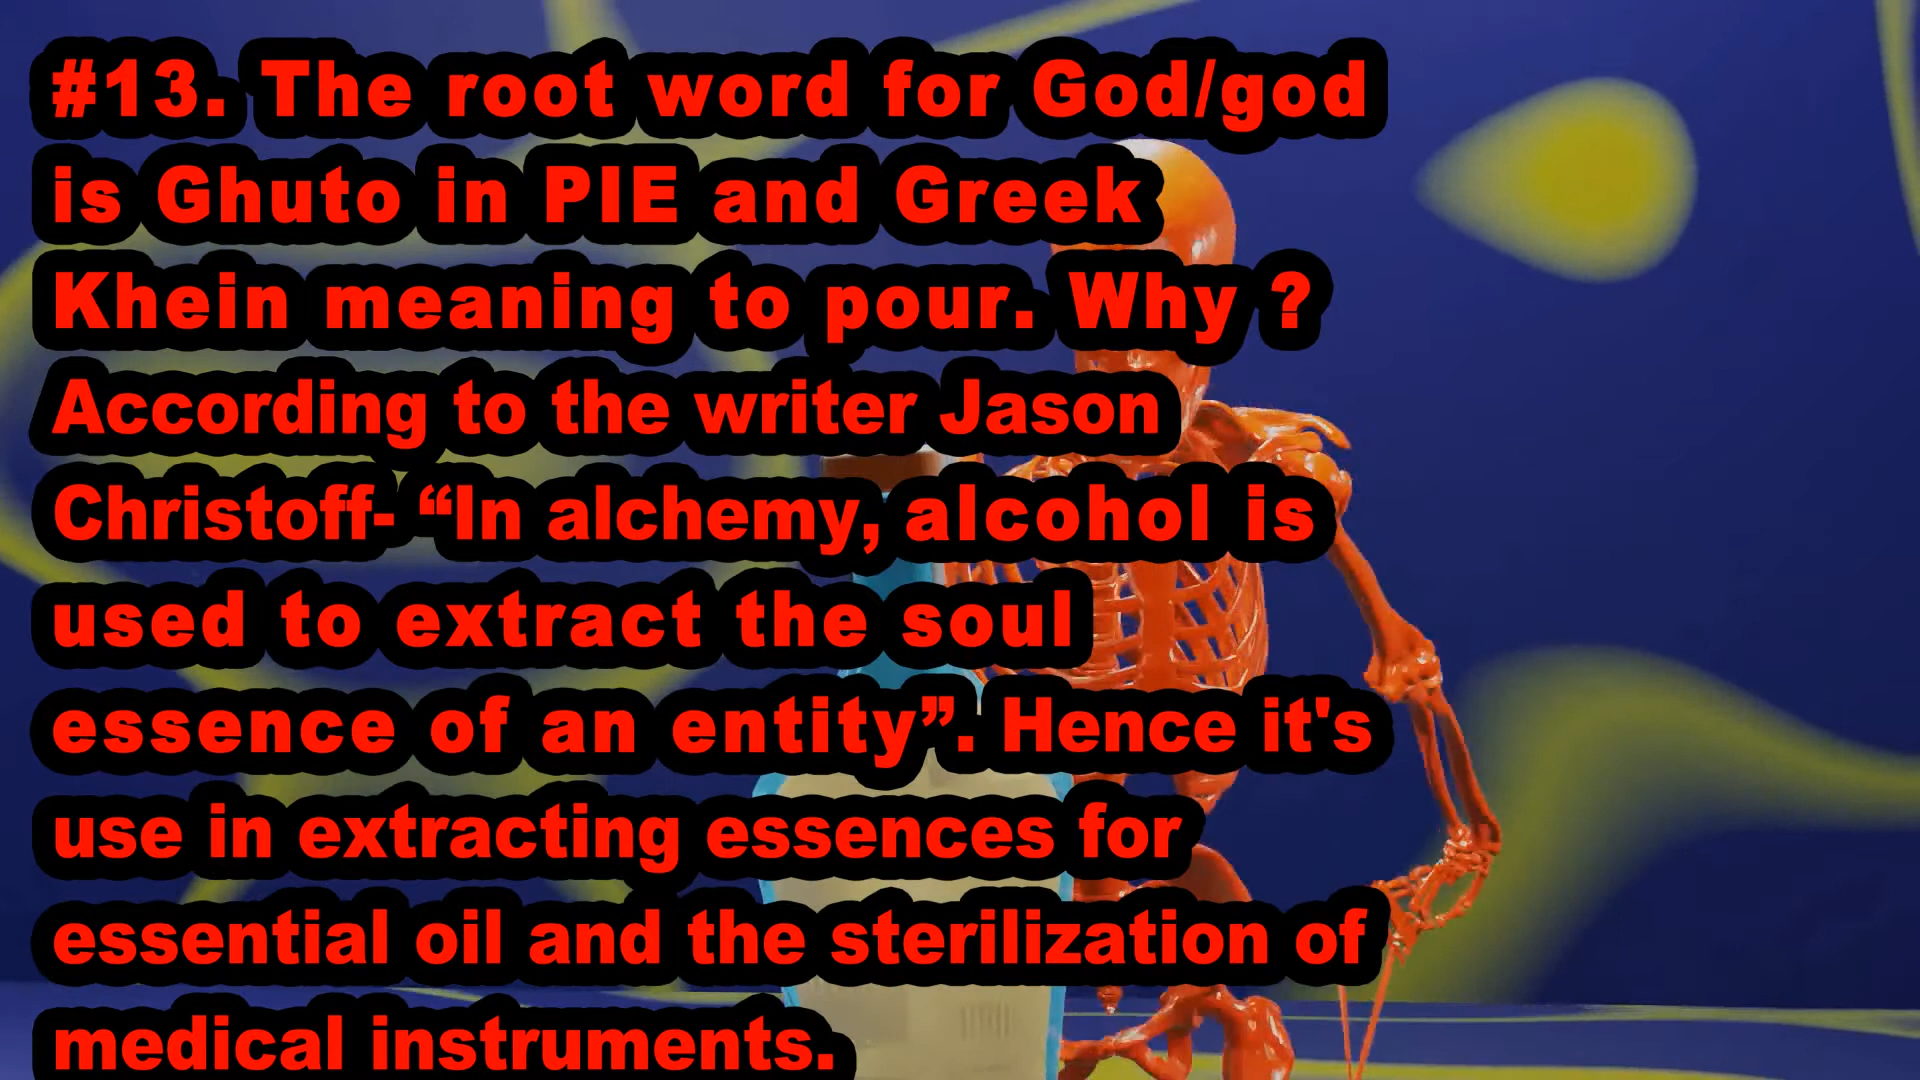 #13. The root word for God/god
is Ghuto in PIE and Greek
Khein meaning to pour. Why ?
According to the writer Jason
Christoff- “In alchemy, alcohol is
used to extract the soul
essence of an entity”. Hence it's
use in extracting essences for
essential oil and the sterilization of
medical instruments.